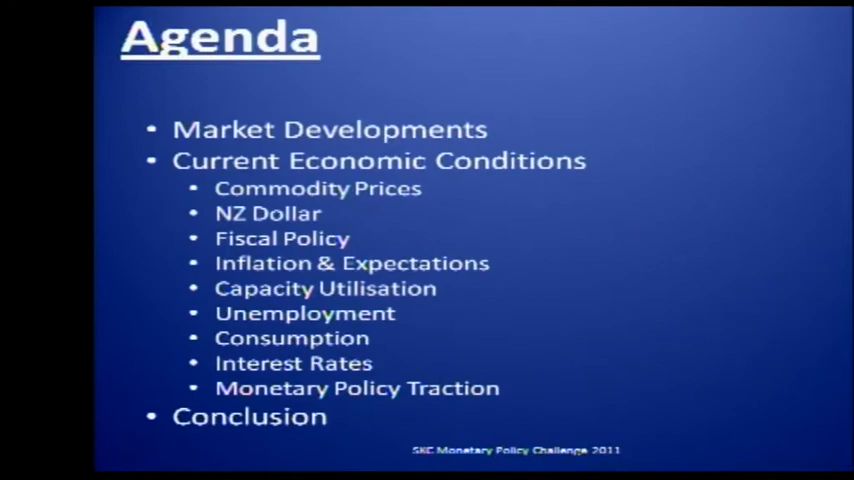 Agenda
• Market Developments
• Current Economic Conditions
• Commodity Prices
• NZ Dollar
• Fiscal Policy
• Inflation & Expectations
• Capacity Utilisation
• Unemployment
• Consumption
• Interest Rates
• Monetary Policy Traction
• Conclusion
SKC Monetary Policy Challenge 2011